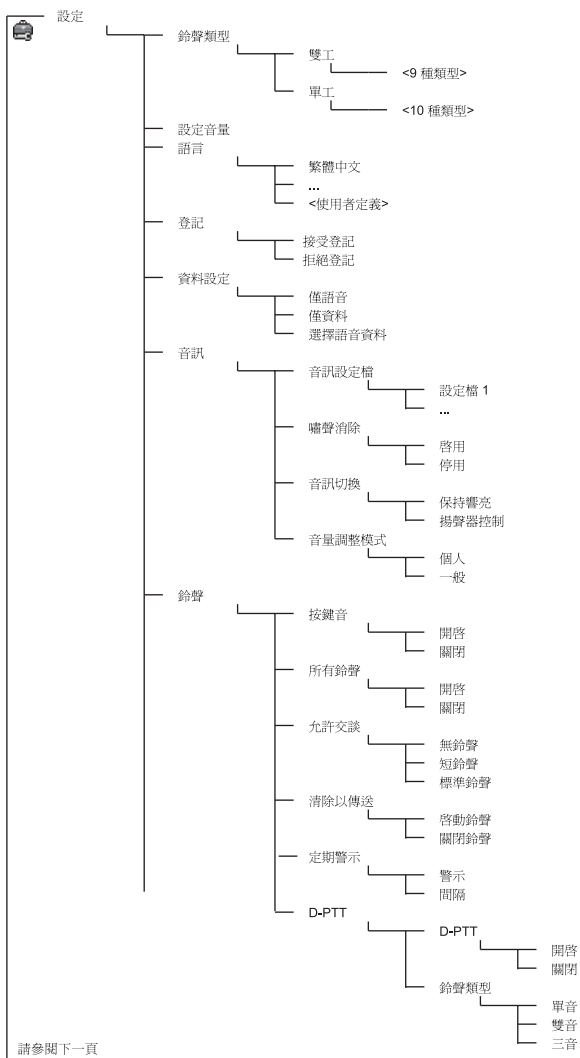 設定
鈴聲類型
雙工
<9 種類型>
單工
<10 種類型>
設定音量
語言
繁體中文
...
<使用者定義>
登記
接受登記
拒絕登記
資料設定
僅語音
僅資料
選擇語音資料
音訊
音訊設定檔
設定檔 1
...
嘯聲消除
啓用
停用
音訊切換
保持響亮
揚聲器控制
音量調整模式
個人
一般
鈴聲
按鍵音
開啓
關閉
所有鈴聲
開啓
關閉
允許交談
無鈴聲
短鈴聲
標準鈴聲
清除以傳送
啓動鈴聲
關閉鈴聲
定期警示
警示
間隔
D-PTT
D-PTT
開啓
關閉
鈴聲類型
單音
雙音
三音
請參閱下一頁